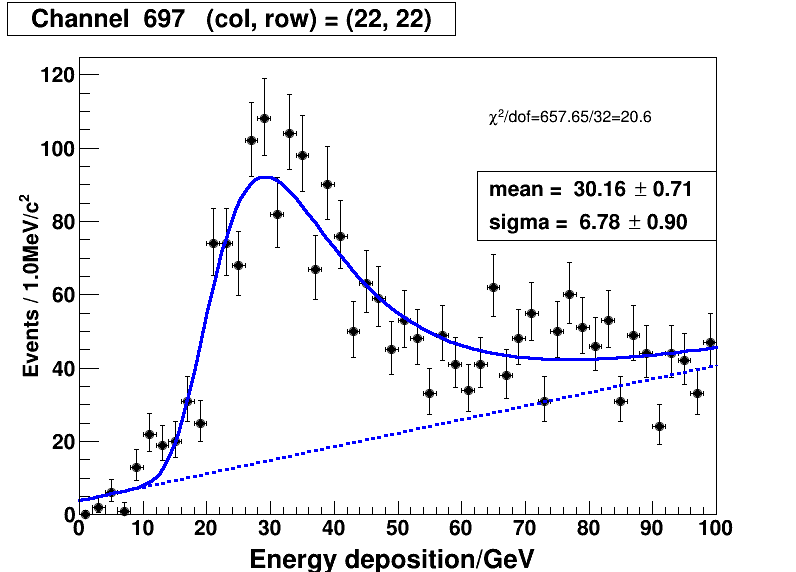 Channel 697 (col, row) = (22, 22)
χ²/dof=657.65/32=20.6
mean = 30.16 ± 0.71
sigma = 6.78 ± 0.90
Events / 1.0MeV/c²
120
100
80
60
40
20
0
0 10 20 30 40 50 60 70 80 90 100
Energy deposition/GeV